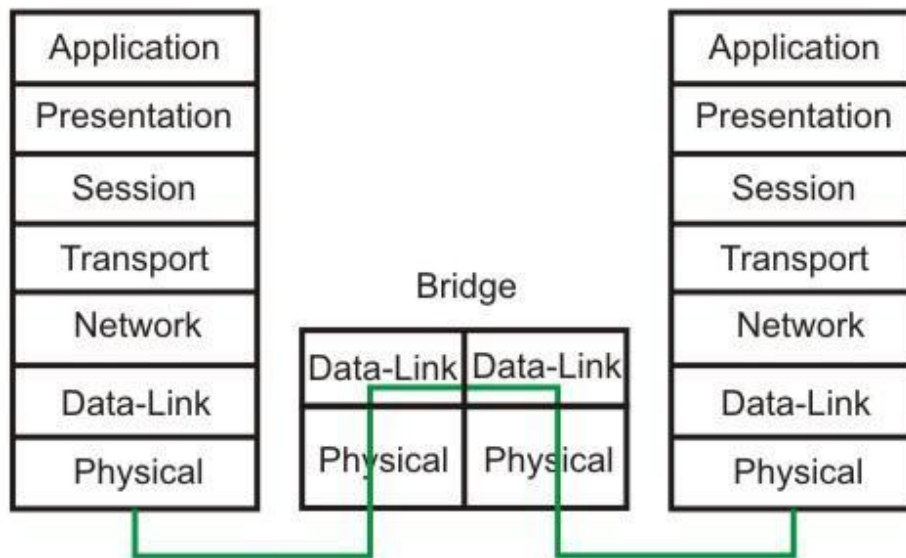 Application
Presentation
Session
Transport
Network
Data-Link
Physical
Bridge
Data-Link Data-Link
Physical Physical
Application
Presentation
Session
Transport
Network
Data-Link
Physical